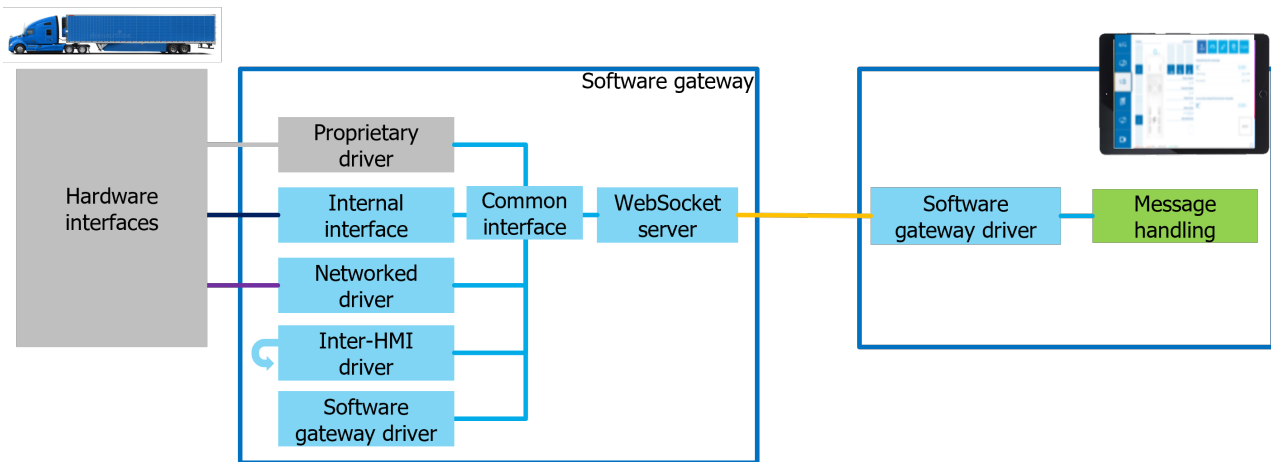 Software gateway
Proprietary
driver
Hardware
interfaces
Internal
interface
Common
interface
WebSocket
server
Software
gateway driver
Message
handling
Networked
driver
Inter-HMI
driver
Software
gateway driver